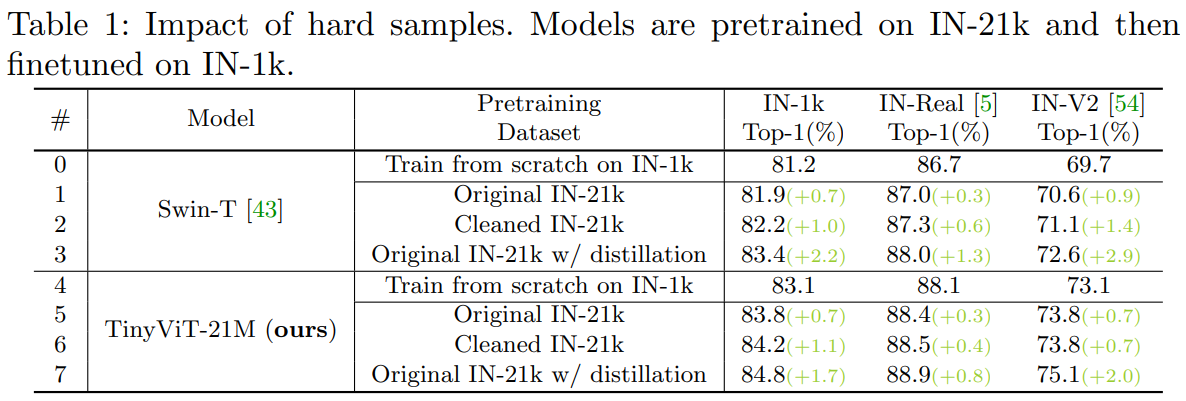 Table 1: Impact of hard samples. Models are pretrained on IN-21k and then
finetuned on IN-1k.
# Model Pretraining Dataset IN-1k Top-1(%) IN-Real [5] Top-1(%) IN-V2 [54] Top-1(%)
0 Train from scratch on IN-1k 81.2 86.7 69.7
1 Original IN-21k 81.9(+0.7) 87.0(+0.3) 70.6(+0.9)
Swin-T [43]
2 Cleaned IN-21k 82.2(+1.0) 87.3(+0.6) 71.1(+1.4)
3 Original IN-21k w/ distillation 83.4(+2.2) 88.0(+1.3) 72.6(+2.9)
4 Train from scratch on IN-1k 83.1 88.1 73.1
5 Original IN-21k 83.8(+0.7) 88.4(+0.3) 73.8(+0.7)
TinyViT-21M (ours)
6 Cleaned IN-21k 84.2(+1.1) 88.5(+0.4) 73.8(+0.7)
7 Original IN-21k w/ distillation 84.8(+1.7) 88.9(+0.8) 75.1(+2.0)